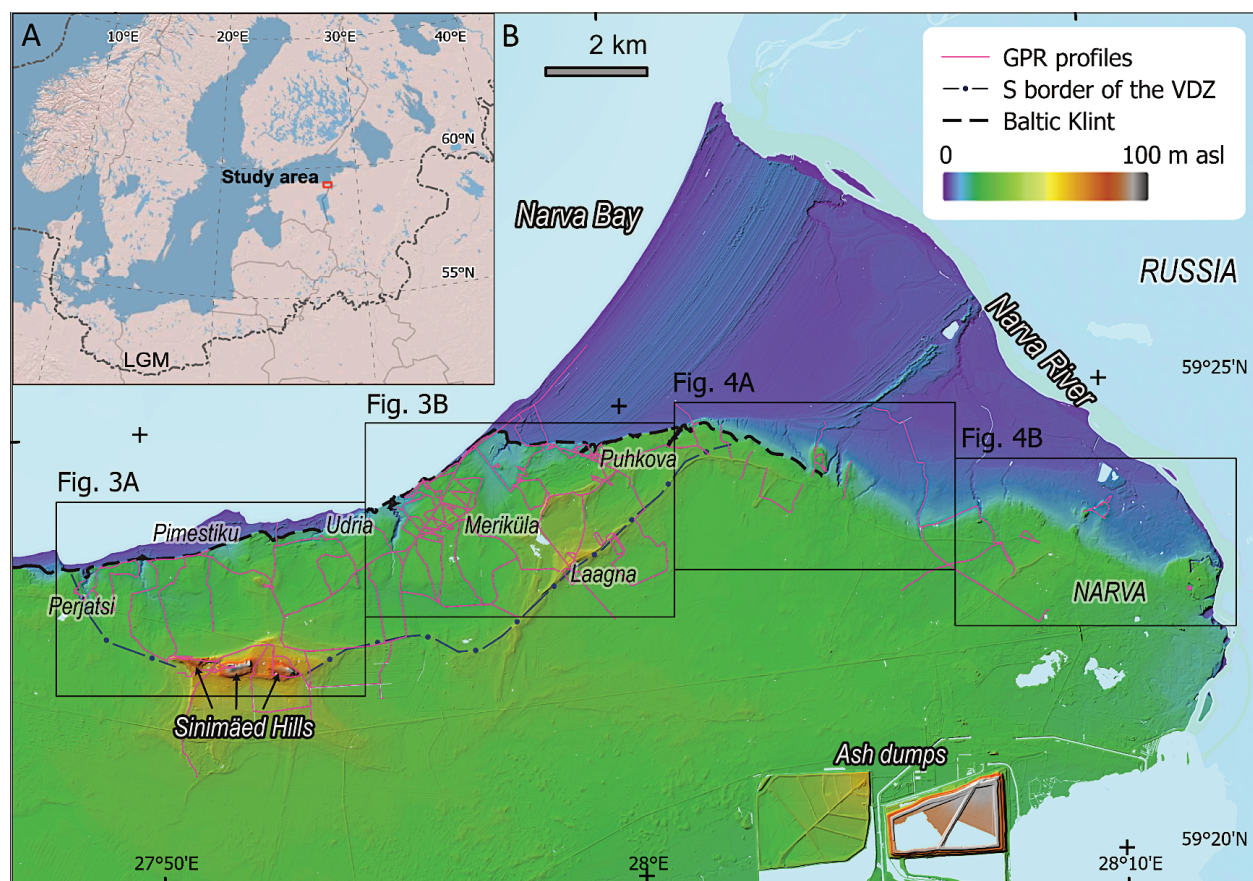 A
10°E
20°E
30°E
40°E
60°N
55°N
Study area
LGM
B
2 km
GPR profiles
S border of the VDZ
Baltic Klint
0
100 m asl
Narva Bay
RUSSIA
Narva River
59°25'N
Fig. 4A
Fig. 3B
Fig. 4B
Fig. 3A
Puhkova
Pimestiku
Udria
Meriküla
Laagna
Perjatsi
NARVA
Sinimäed Hills
Ash dumps
59°20'N
27°50'E
28°E
28°10'E